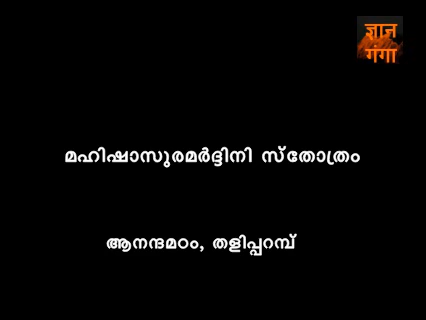 ज्ञान
गंगा
മഹിഷാസുരമർദ്ദിനി സ്തോത്രം
ആനന്ദമഠം, തളിപ്പറമ്പ്